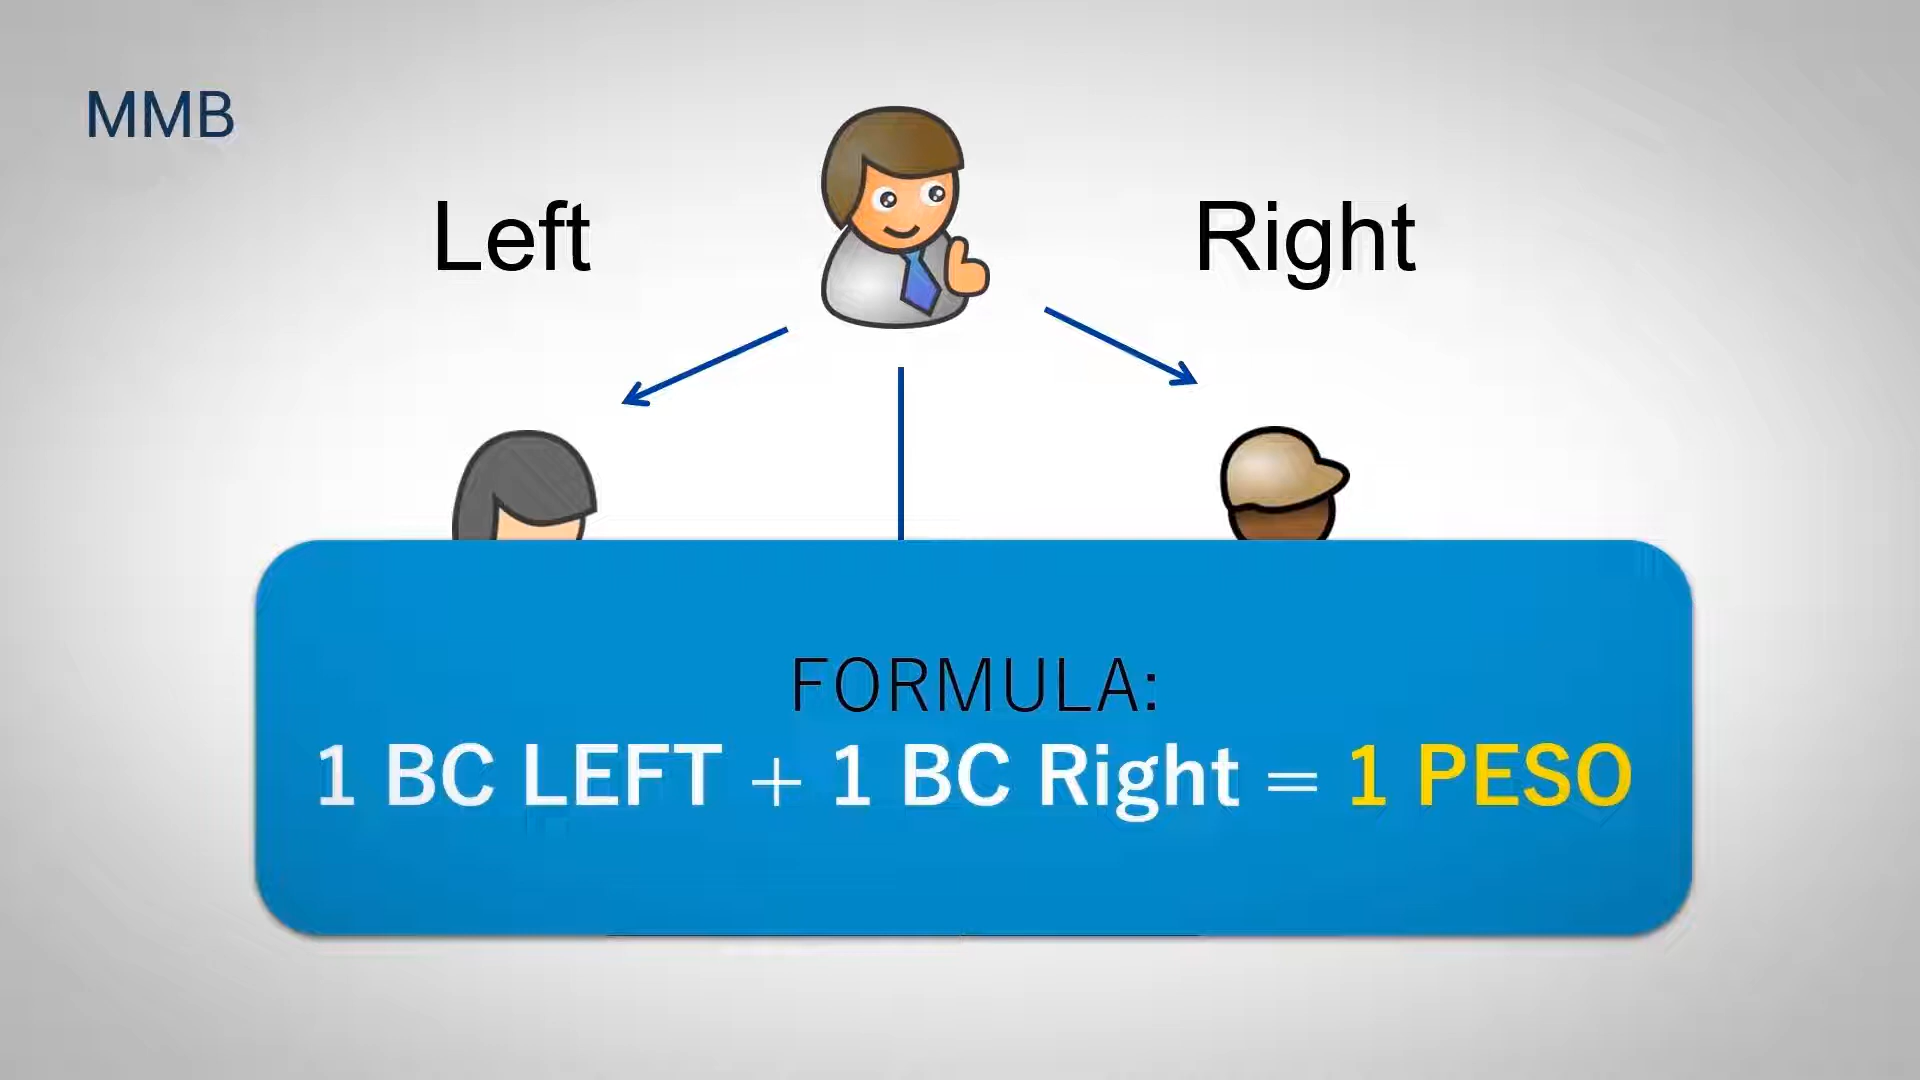 MMB
Left
Right
FORMULA:
1 BC LEFT + 1 BC Right = 1 PESO